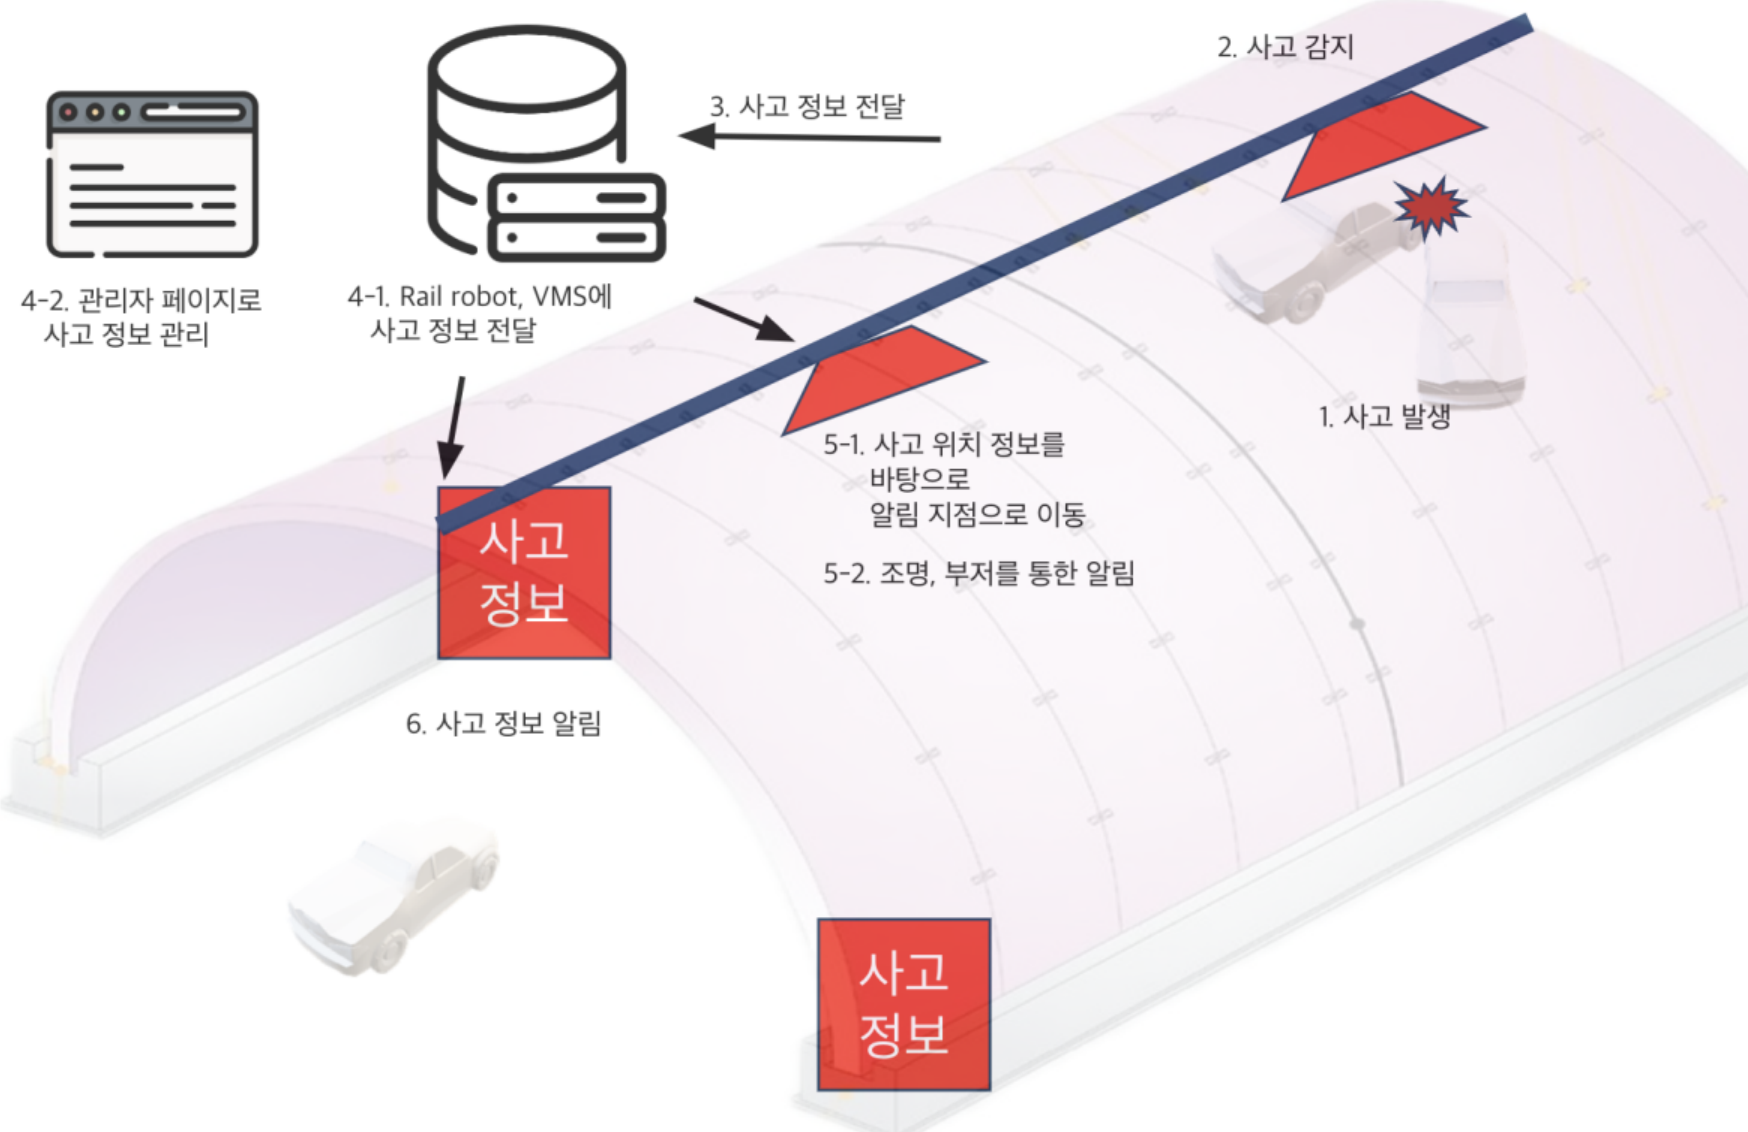 2. 사고 감지
3. 사고 정보 전달
4-2. 관리자 페이지로
사고 정보 관리
4-1. Rail robot, VMS에
사고 정보 전달
1. 사고 발생
5-1. 사고 위치 정보를
바탕으로
알림 지점으로 이동
5-2. 조명, 부저를 통한 알림
사고
정보
6. 사고 정보 알림
사고
정보